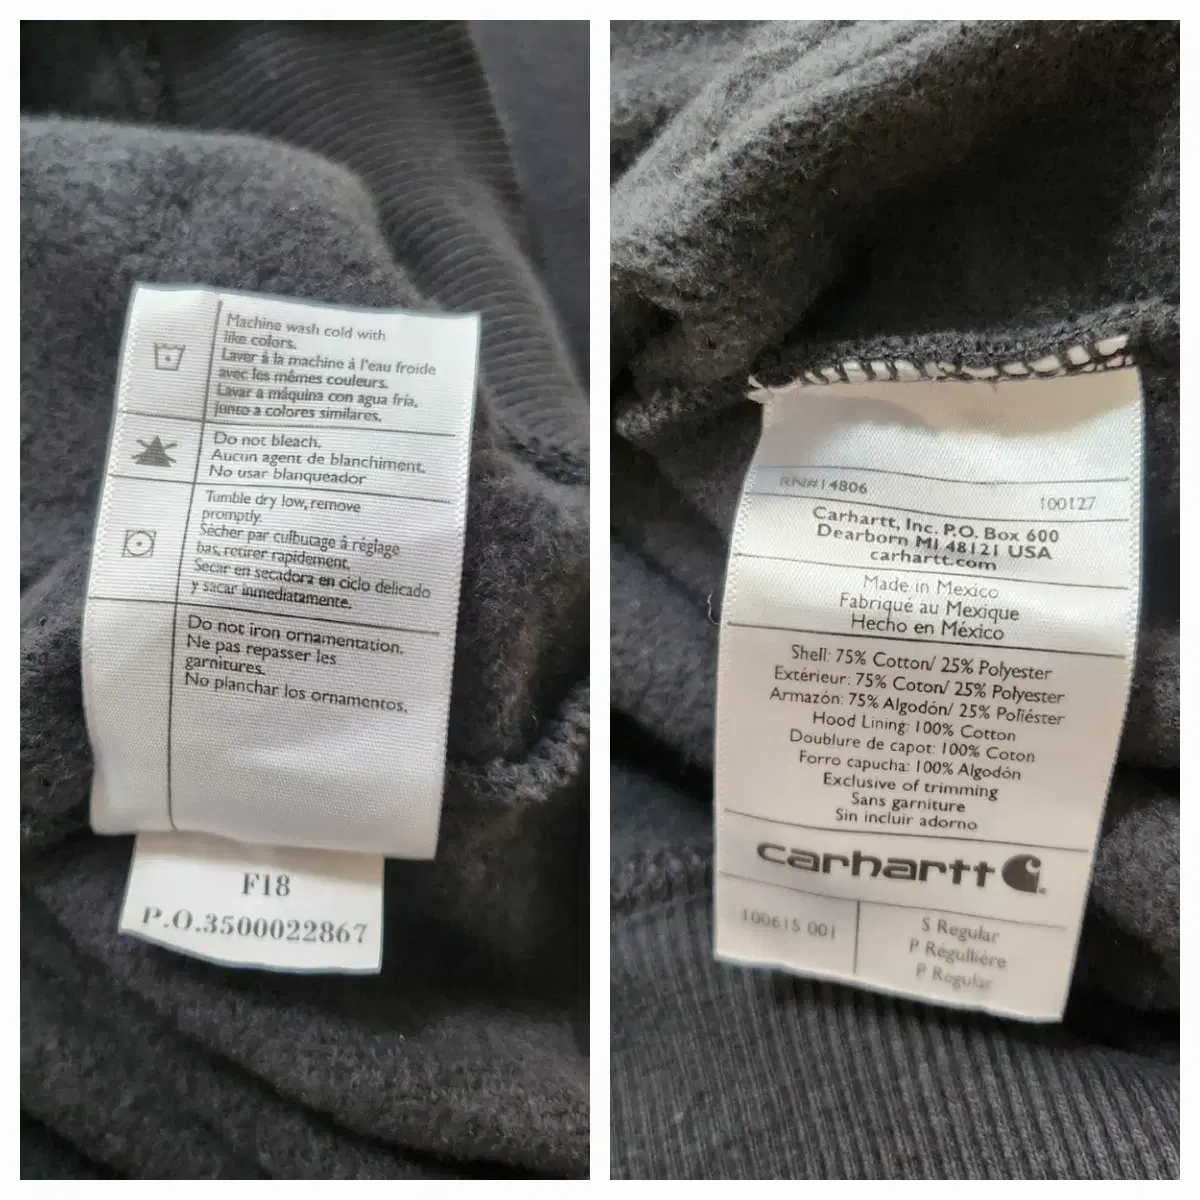 Machine wash cold with
like colors.
Laver à la machine à l'eau froide
avec les mêmes couleurs.
Lavar a máquina con agua fría,
junto a colores similares.
Do not bleach.
Aucun agent de blanchiment.
No usar blanqueador
Tumble dry low, remove
promptly.
Sécher par culbutage à réglage
bas, retirer rapidement.
Secar en secadora en ciclo delicado
y sacar inmediatamente.
Do not iron ornamentation.
Ne pas repasser les
garnitures.
No planchar los ornamentos.
F18
P.O.3500022867
RN#14806
100127
Carhartt, Inc. P.O. Box 600
Dearborn MI 48121 USA
carhartt.com
Made in Mexico
Fabriqué au Mexique
Hecho en México
Shell: 75% Cotton/ 25% Polyester
Extérieur: 75% Coton/ 25% Polyester
Armazón: 75% Algodón/ 25% Poliéster
Hood Lining: 100% Cotton
Doublure de capot: 100% Coton
Forro capucha: 100% Algodón
Exclusive of trimming
Sans garniture
Sin incluir adorno
carhartt
100615 001
S Regular
P Régullière
P Regular